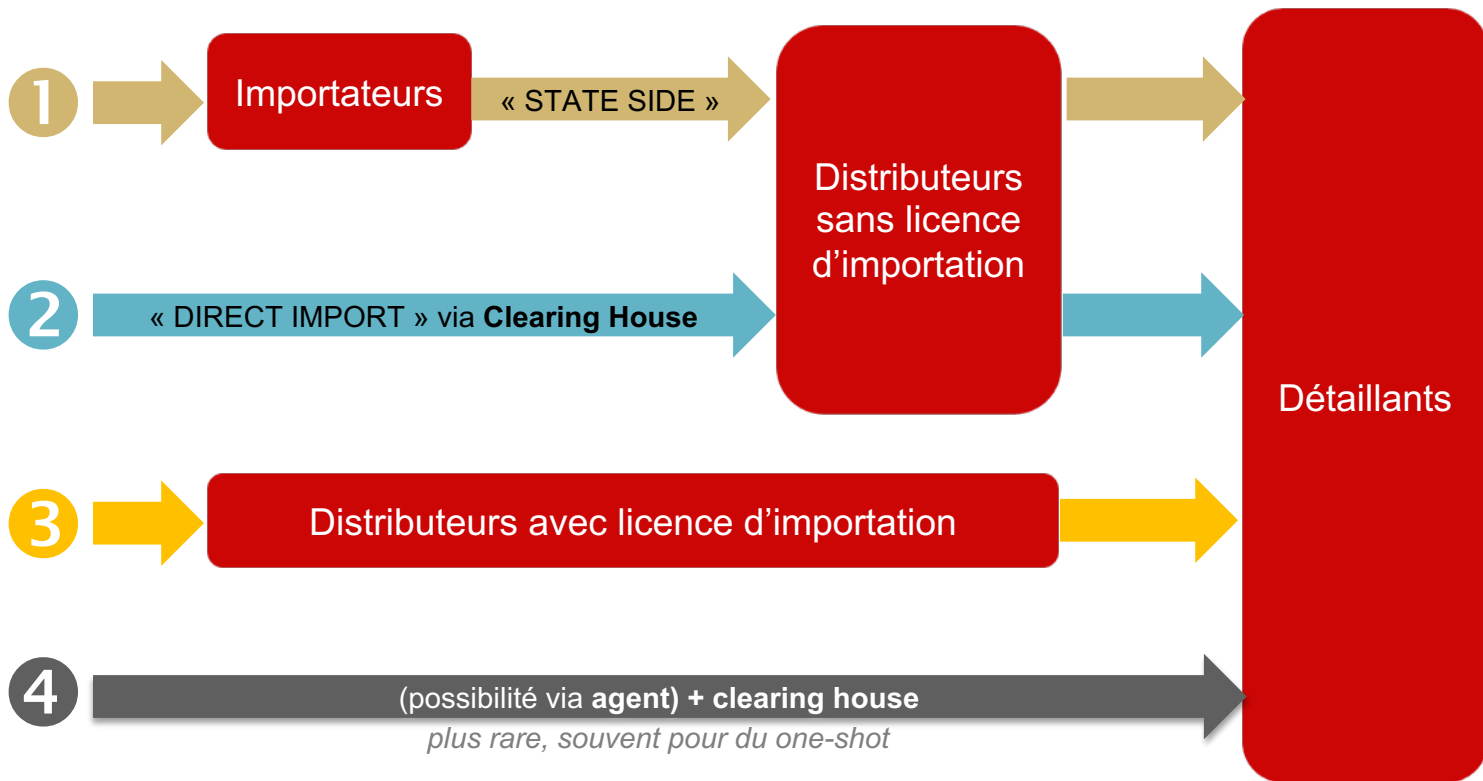 1
Importateurs
« STATE SIDE »
Distributeurs
sans licence
d’importation
2
« DIRECT IMPORT » via Clearing House
Détaillants
3
Distributeurs avec licence d’importation
4
(possibilité via agent) + clearing house
plus rare, souvent pour du one-shot